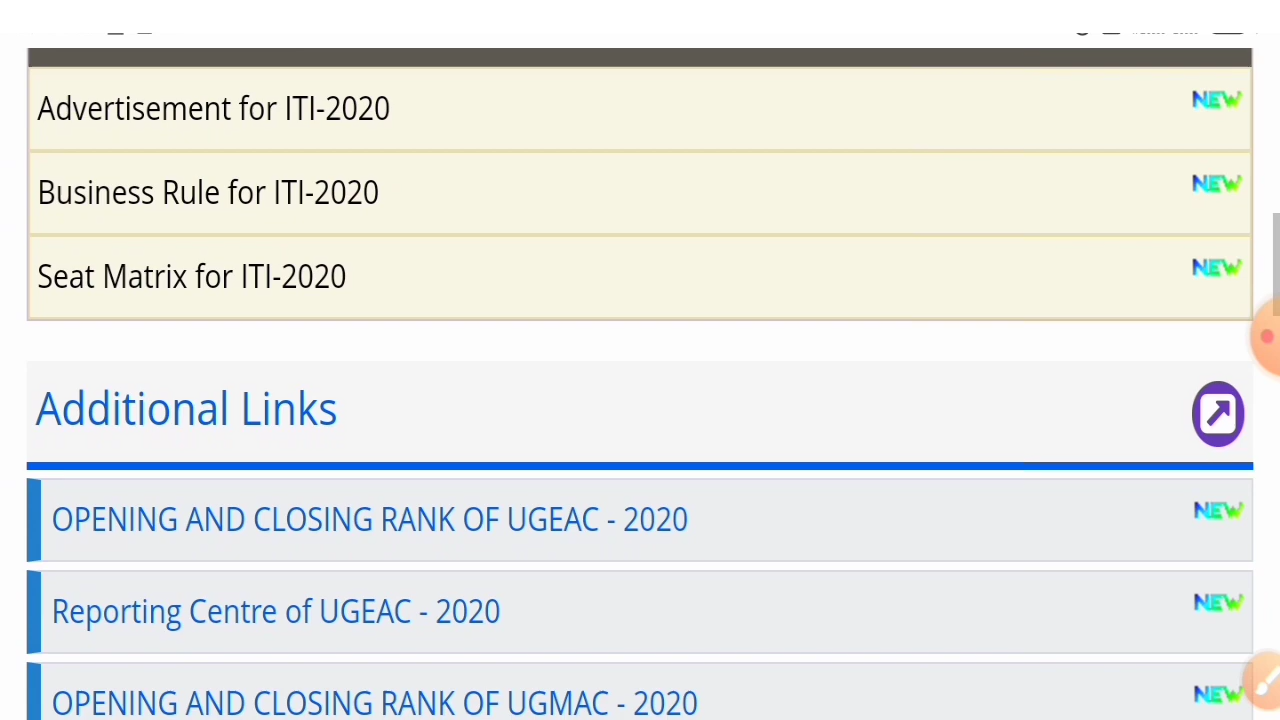 Advertisement for ITI-2020 NEW
Business Rule for ITI-2020 NEW
Seat Matrix for ITI-2020 NEW
Additional Links
OPENING AND CLOSING RANK OF UGEAC - 2020 NEW
Reporting Centre of UGEAC - 2020 NEW
OPENING AND CLOSING RANK OF UGMAC - 2020 NEW